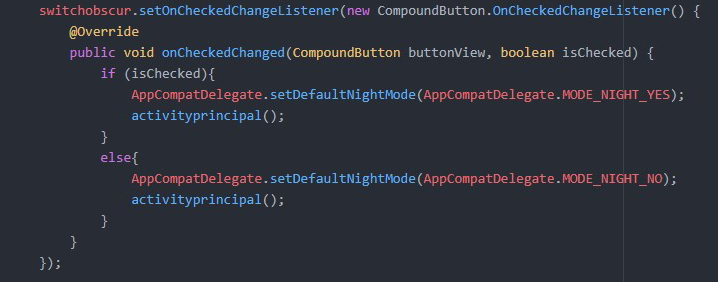 switchobscur.setOnCheckedChangeListener(new CompoundButton.OnCheckedChangeListener() {
    @Override
    public void onCheckedChanged(CompoundButton buttonView, boolean isChecked) {
        if (isChecked){
            AppCompatDelegate.setDefaultNightMode(AppCompatDelegate.MODE_NIGHT_YES);
            activityprincipal();
        }
        else{
            AppCompatDelegate.setDefaultNightMode(AppCompatDelegate.MODE_NIGHT_NO);
            activityprincipal();
        }
    }
});